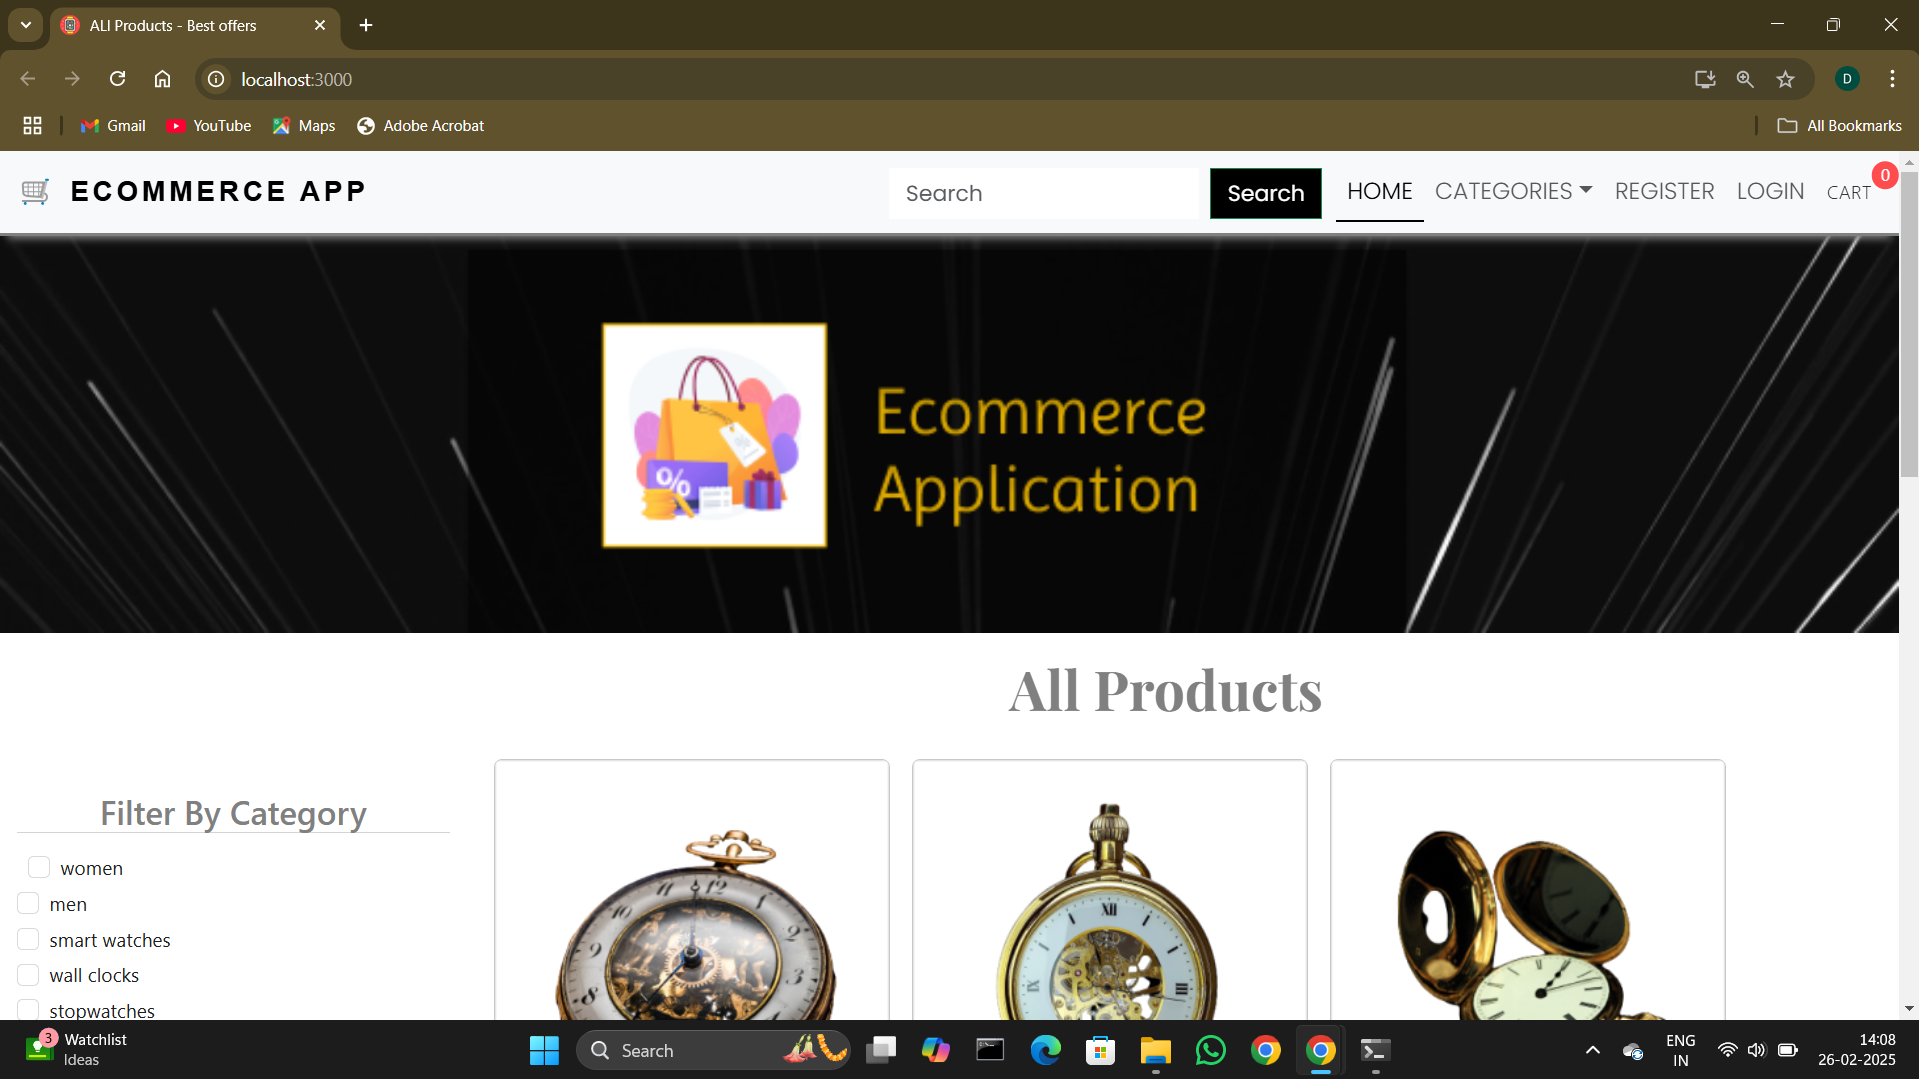 ALl Products - Best offers
localhost:3000
D
Gmail
YouTube
Maps
Adobe Acrobat
All Bookmarks
ECOMMERCE APP
Search
Search
HOME
CATEGORIES
REGISTER
LOGIN
CART
0
%
Ecommerce
Application
All Products
Filter By Category
women
men
smart watches
wall clocks
stopwatches
3
Watchlist
Ideas
Search
ENG
IN
14:08
26-02-2025